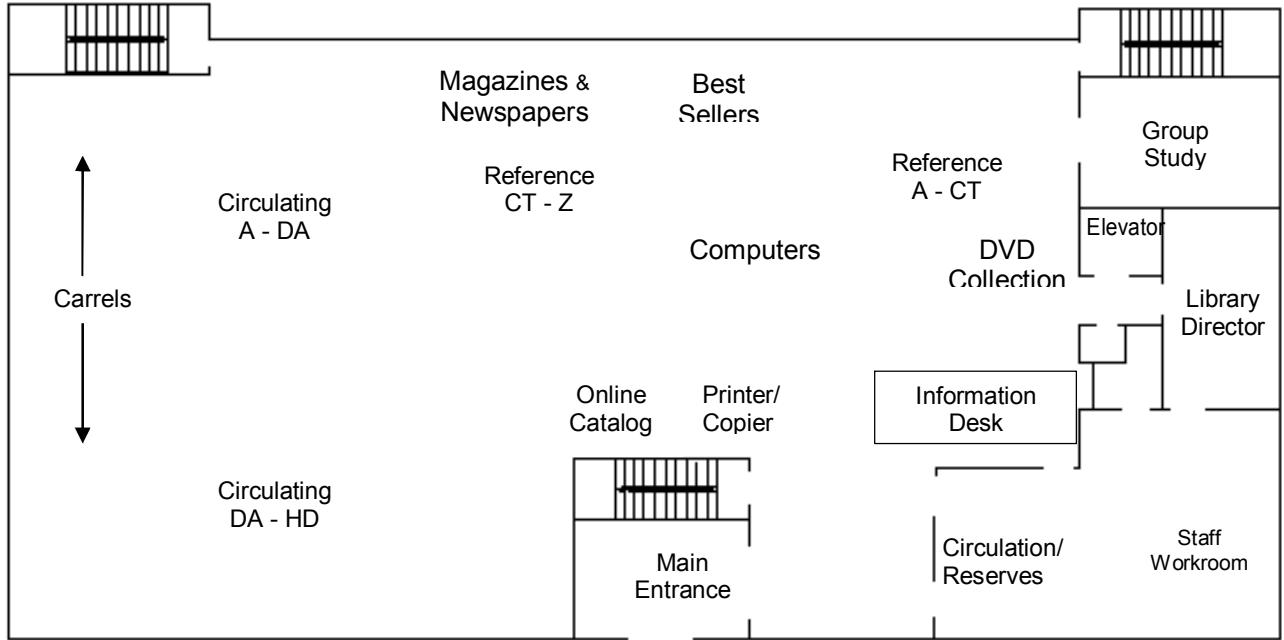 Magazines &
Newspapers
Best
Sellers
Group
Study
Reference
CT - Z
Reference
A - CT
Circulating
A - DA
Elevator
Computers
DVD
Collection
Carrels
Library
Director
Online
Catalog
Printer/
Copier
Information
Desk
Circulating
DA - HD
Main
Entrance
Circulation/
Reserves
Staff
Workroom